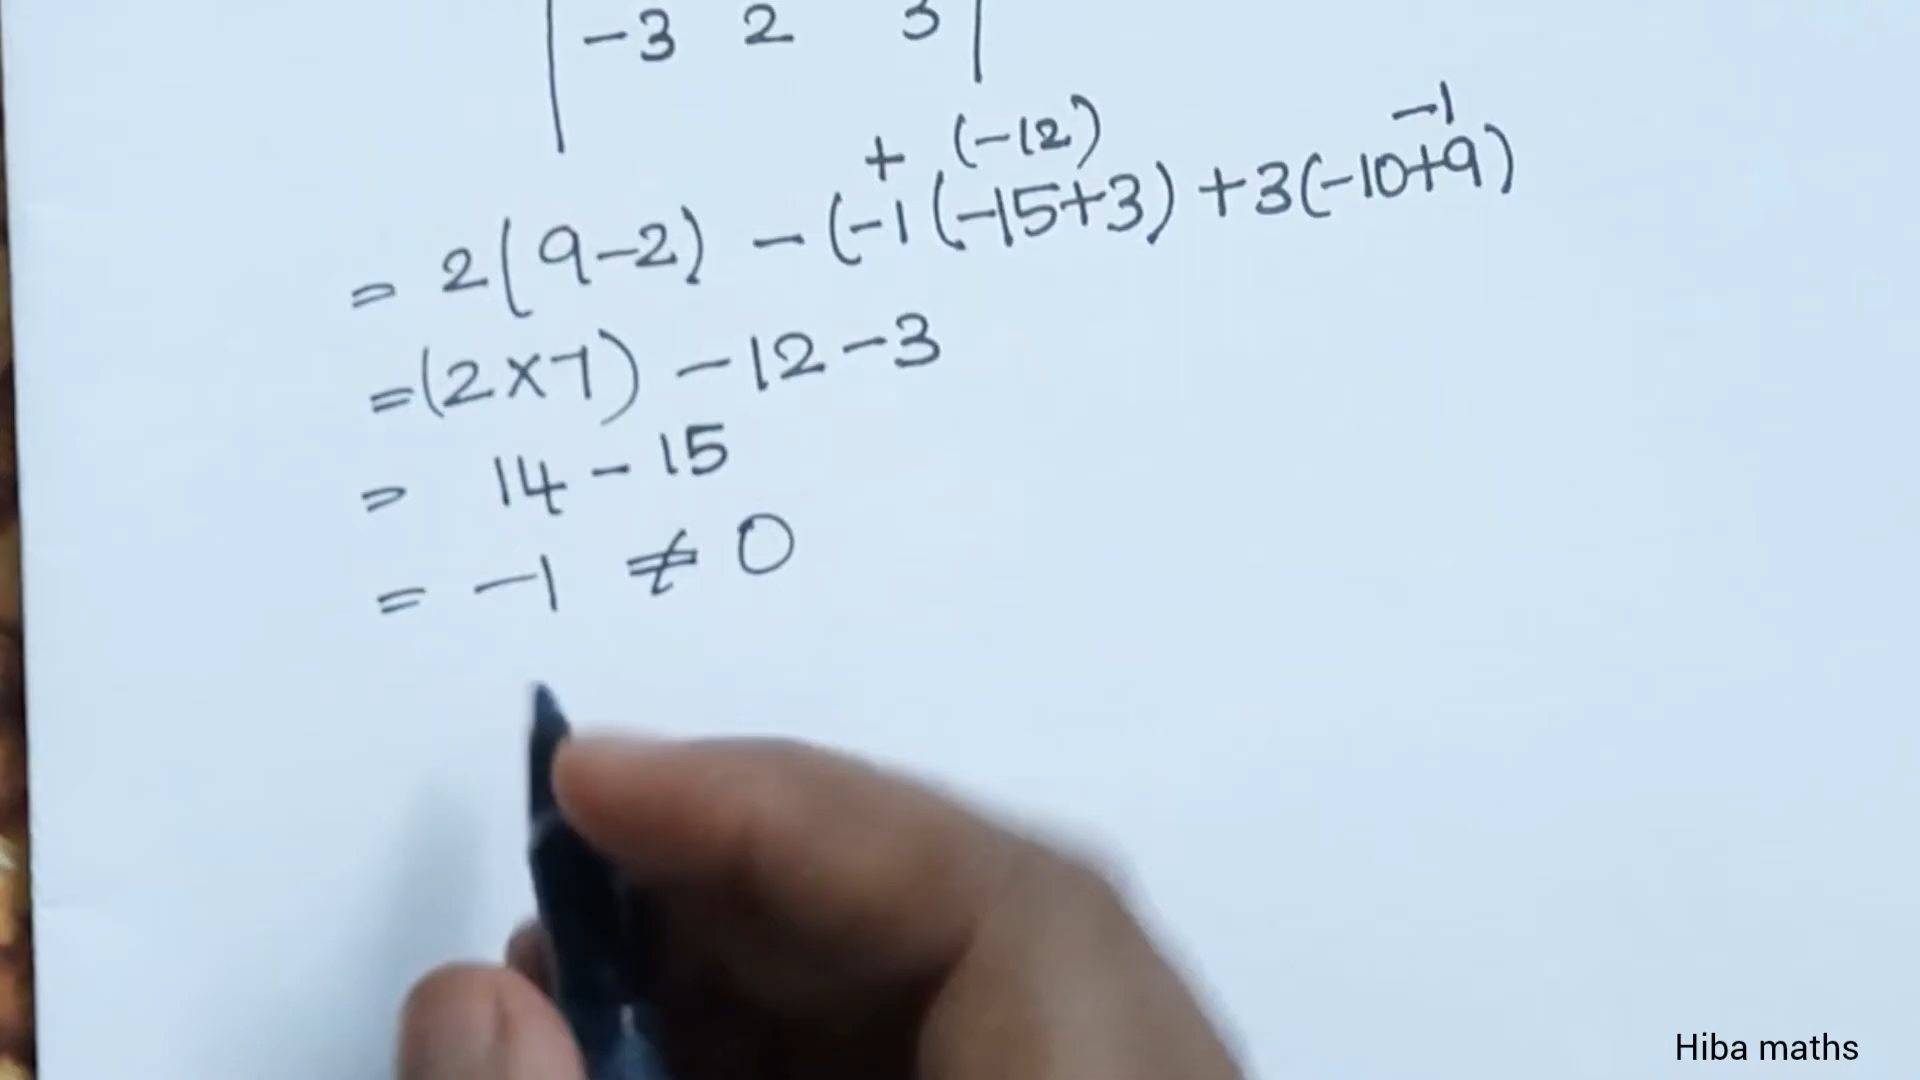 -3 2 3
+ (-12) -1
= 2(9-2) - (-1(-15+3) +3(-10+9)
=(2×7) -12-3
= 14-15
= -1 ≠ 0
Hiba maths